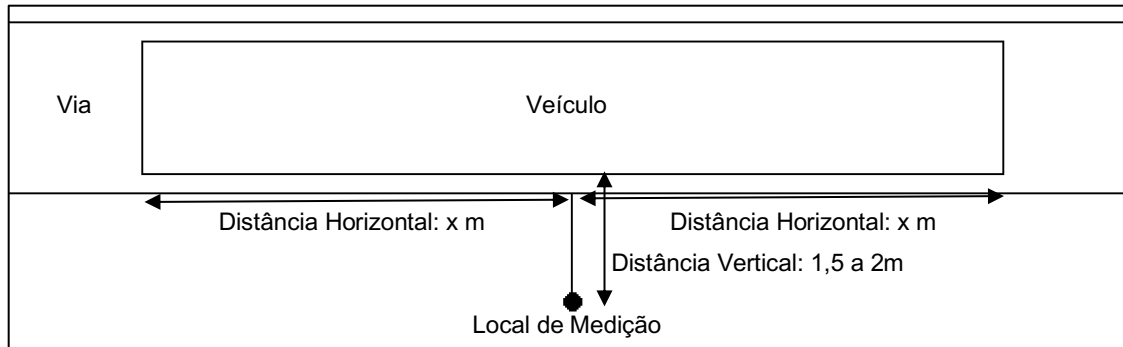 Via
Veículo
Distância Horizontal: x m
Distância Horizontal: x m
Distância Vertical: 1,5 a 2m
Local de Medição